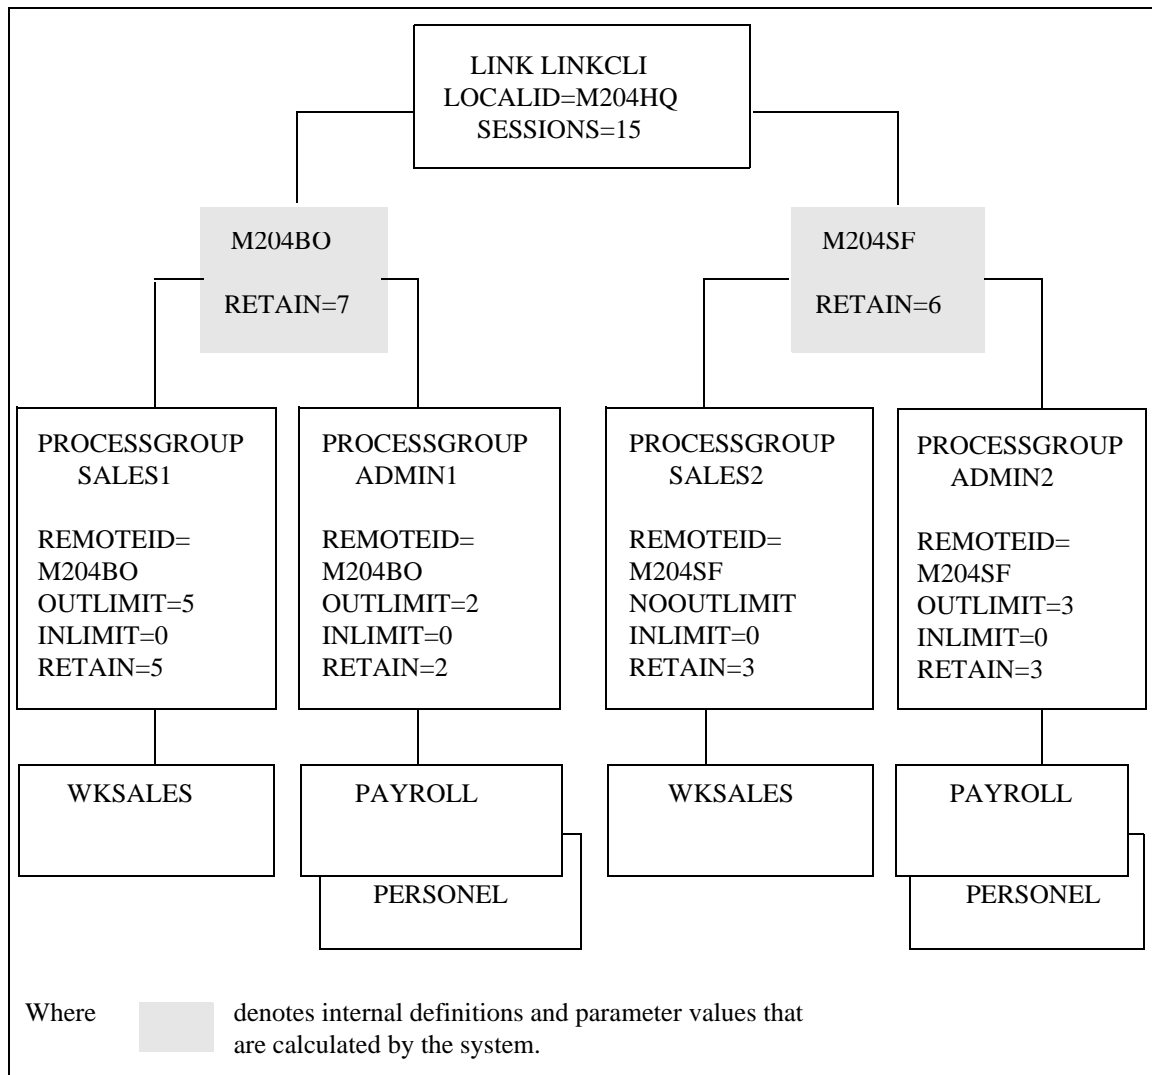 LINK LINKCLI
LOCALID=M204HQ
SESSIONS=15
M204BO
RETAIN=7
M204SF
RETAIN=6
PROCESSGROUP
SALES1
REMOTEID=
M204BO
OUTLIMIT=5
INLIMIT=0
RETAIN=5
PROCESSGROUP
ADMIN1
REMOTEID=
M204BO
OUTLIMIT=2
INLIMIT=0
RETAIN=2
PROCESSGROUP
SALES2
REMOTEID=
M204SF
NOOUTLIMIT
INLIMIT=0
RETAIN=3
PROCESSGROUP
ADMIN2
REMOTEID=
M204SF
OUTLIMIT=3
INLIMIT=0
RETAIN=3
WKSALES
PAYROLL
PERSONEL
WKSALES
PAYROLL
PERSONEL
Where denotes internal definitions and parameter values that
are calculated by the system.